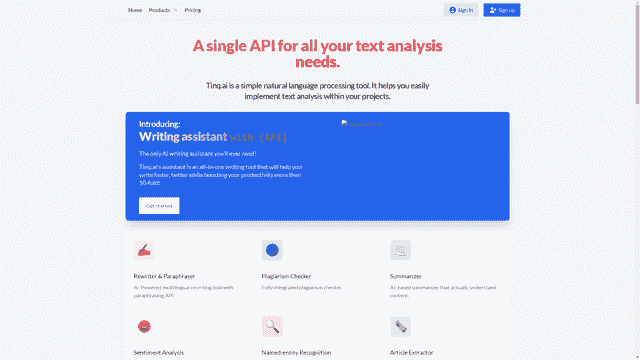 Home Products Pricing Sign in Sign up
A single API for all your text analysis
needs.
Tinq.ai is a simple natural language processing tool. It helps you easily
implement text analysis within your projects.
Introducing:
Writing assistant with [API]
The only AI writing assistant you'll ever need!
Tinq.ai's assistant is an all-in-one writing tool that will help you
write faster, better while boosting your productivity more than
10-fold!
Get started
Rewriter & Paraphraser Plagiarism Checker Summarizer
AI-Powered multilingual rewriting tool with Fully integrated plagiarism checker. AI-based summarizer that actually understand
paraphrasing API content.
Sentiment Analysis Named-entity Recognition Article Extractor